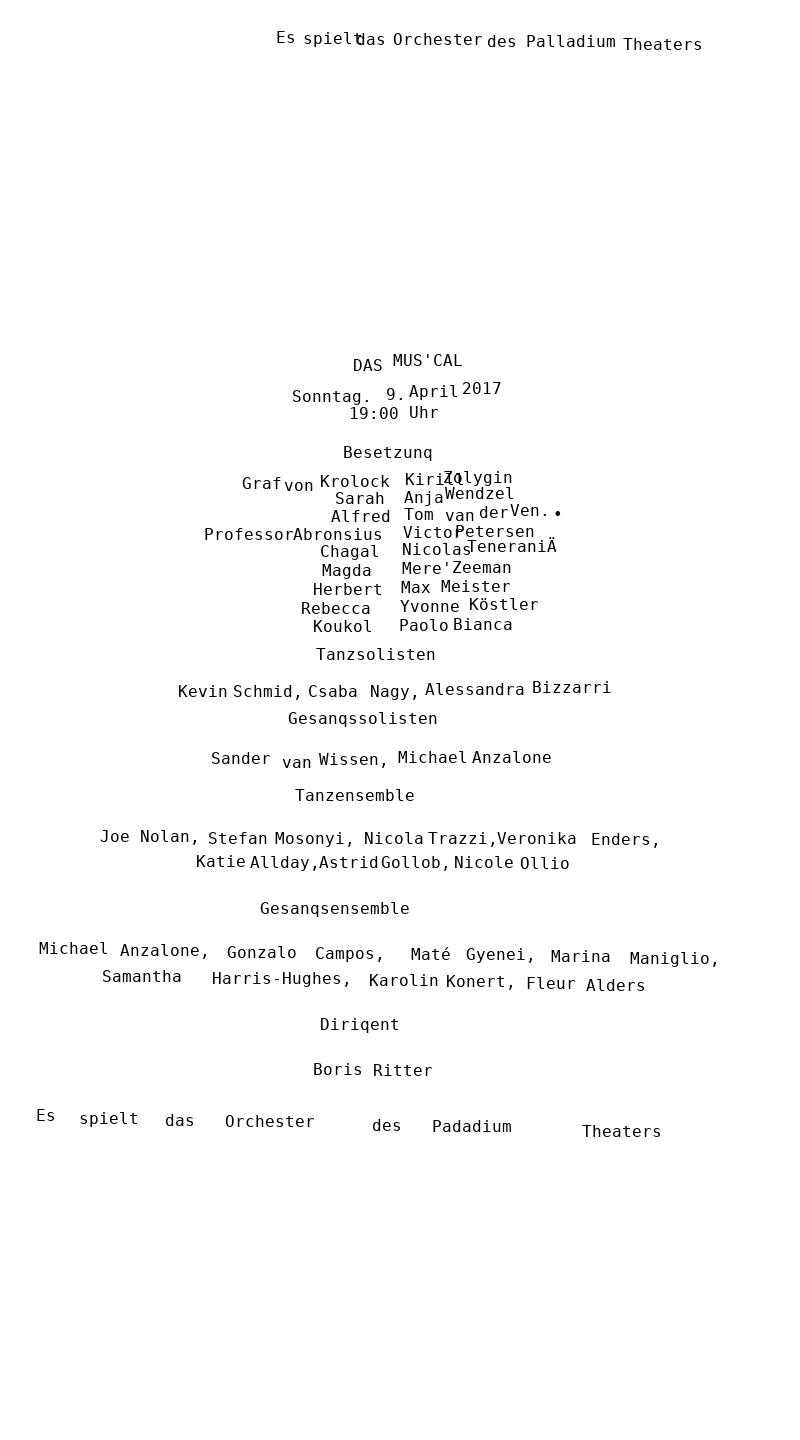 Es spielt das Orchester des Palladium Theaters
DAS MUS'CAL
Sonntag. 9. April 2017
19:00 Uhr
Besetzunq
Graf von Krolock Kirill Zolygin
Sarah Anja Wendzel
Alfred Tom van der Ven. •
Professor Abronsius Victor Petersen
Chagal Nicolas TeneraniÄ
Magda Mere' Zeeman
Herbert Max Meister
Rebecca Yvonne Köstler
Koukol Paolo Bianca
Tanzsolisten
Kevin Schmid, Csaba Nagy, Alessandra Bizzarri
Gesanqssolisten
Sander van Wissen, Michael Anzalone
Tanzensemble
Joe Nolan, Stefan Mosonyi, Nicola Trazzi, Veronika Enders,
Katie Allday, Astrid Gollob, Nicole Ollio
Gesanqsensemble
Michael Anzalone, Gonzalo Campos, Maté Gyenei, Marina Maniglio,
Samantha Harris-Hughes, Karolin Konert, Fleur Alders
Diriqent
Boris Ritter
Es spielt das Orchester des Padadium Theaters